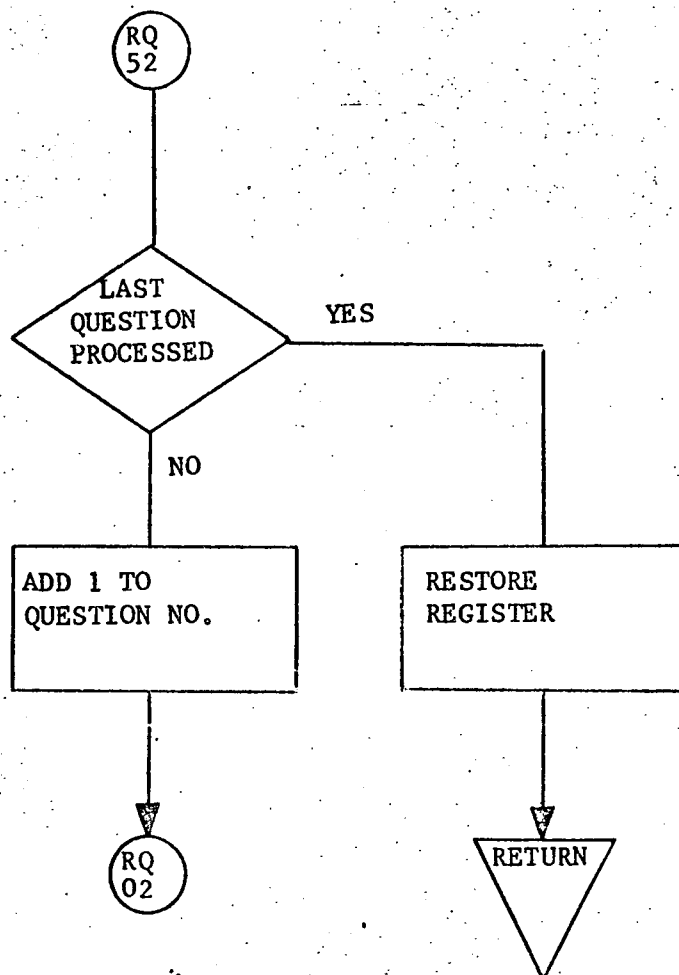 RQ
52
LAST
QUESTION
PROCESSED
YES
NO
ADD 1 TO
QUESTION NO.
RESTORE
REGISTER
RQ
02
RETURN